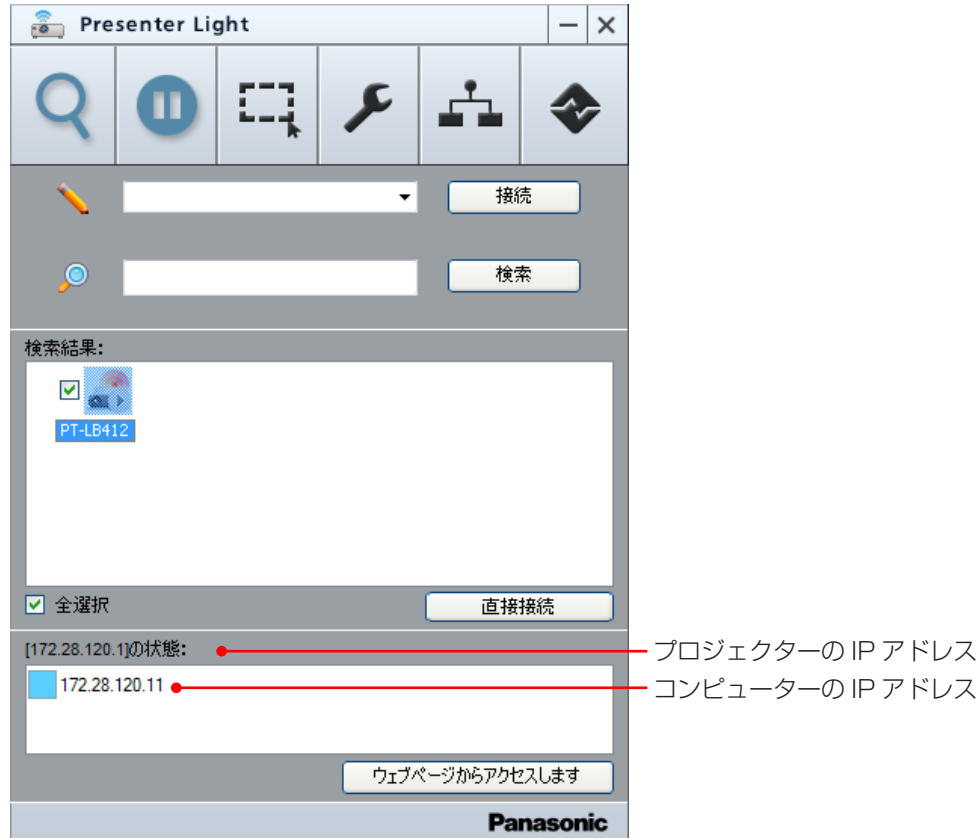 Presenter Light
接続
検索
検索結果:
PT-LB412
全選択
直接接続
[172.28.120.1]の状態:
プロジェクターの IP アドレス
172.28.120.11
コンピューターの IP アドレス
ウェブページからアクセスします
Panasonic